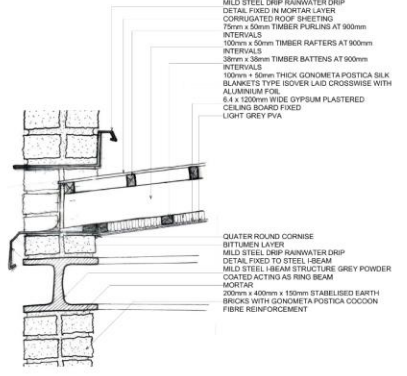 MILD STEEL DRIP RAINWATER DRIP
DETAIL FIXED IN MORTAR LAYER
CORRUGATED ROOF SHEETING
75mm x 50mm TIMBER PURLINS AT 900mm
INTERVALS
100mm x 50mm TIMBER RAFTERS AT 900mm
INTERVALS
38mm x 38mm TIMBER BATTENS AT 900mm
INTERVALS
100mm + 50mm THICK GONOMETA POSTICA SILK
BLANKETS TYPE ISOVER LAID CROSSWISE WITH
ALUMINIUM FOIL
6.4 x 1200mm WIDE GYPSUM PLASTERED
CEILING BOARD FIXED
LIGHT GREY PVA
QUATER ROUND CORNISE
BITTUMEN LAYER
MILD STEEL DRIP RAINWATER DRIP
DETAIL FIXED TO STEEL I-BEAM
MILD STEEL I-BEAM STRUCTURE GREY POWDER
COATED ACTING AS RING BEAM
MORTAR
200mm x 400mm x 150mm STABELISED EARTH
BRICKS WITH GONOMETA POSTICA COCOON
FIBRE REINFORCEMENT